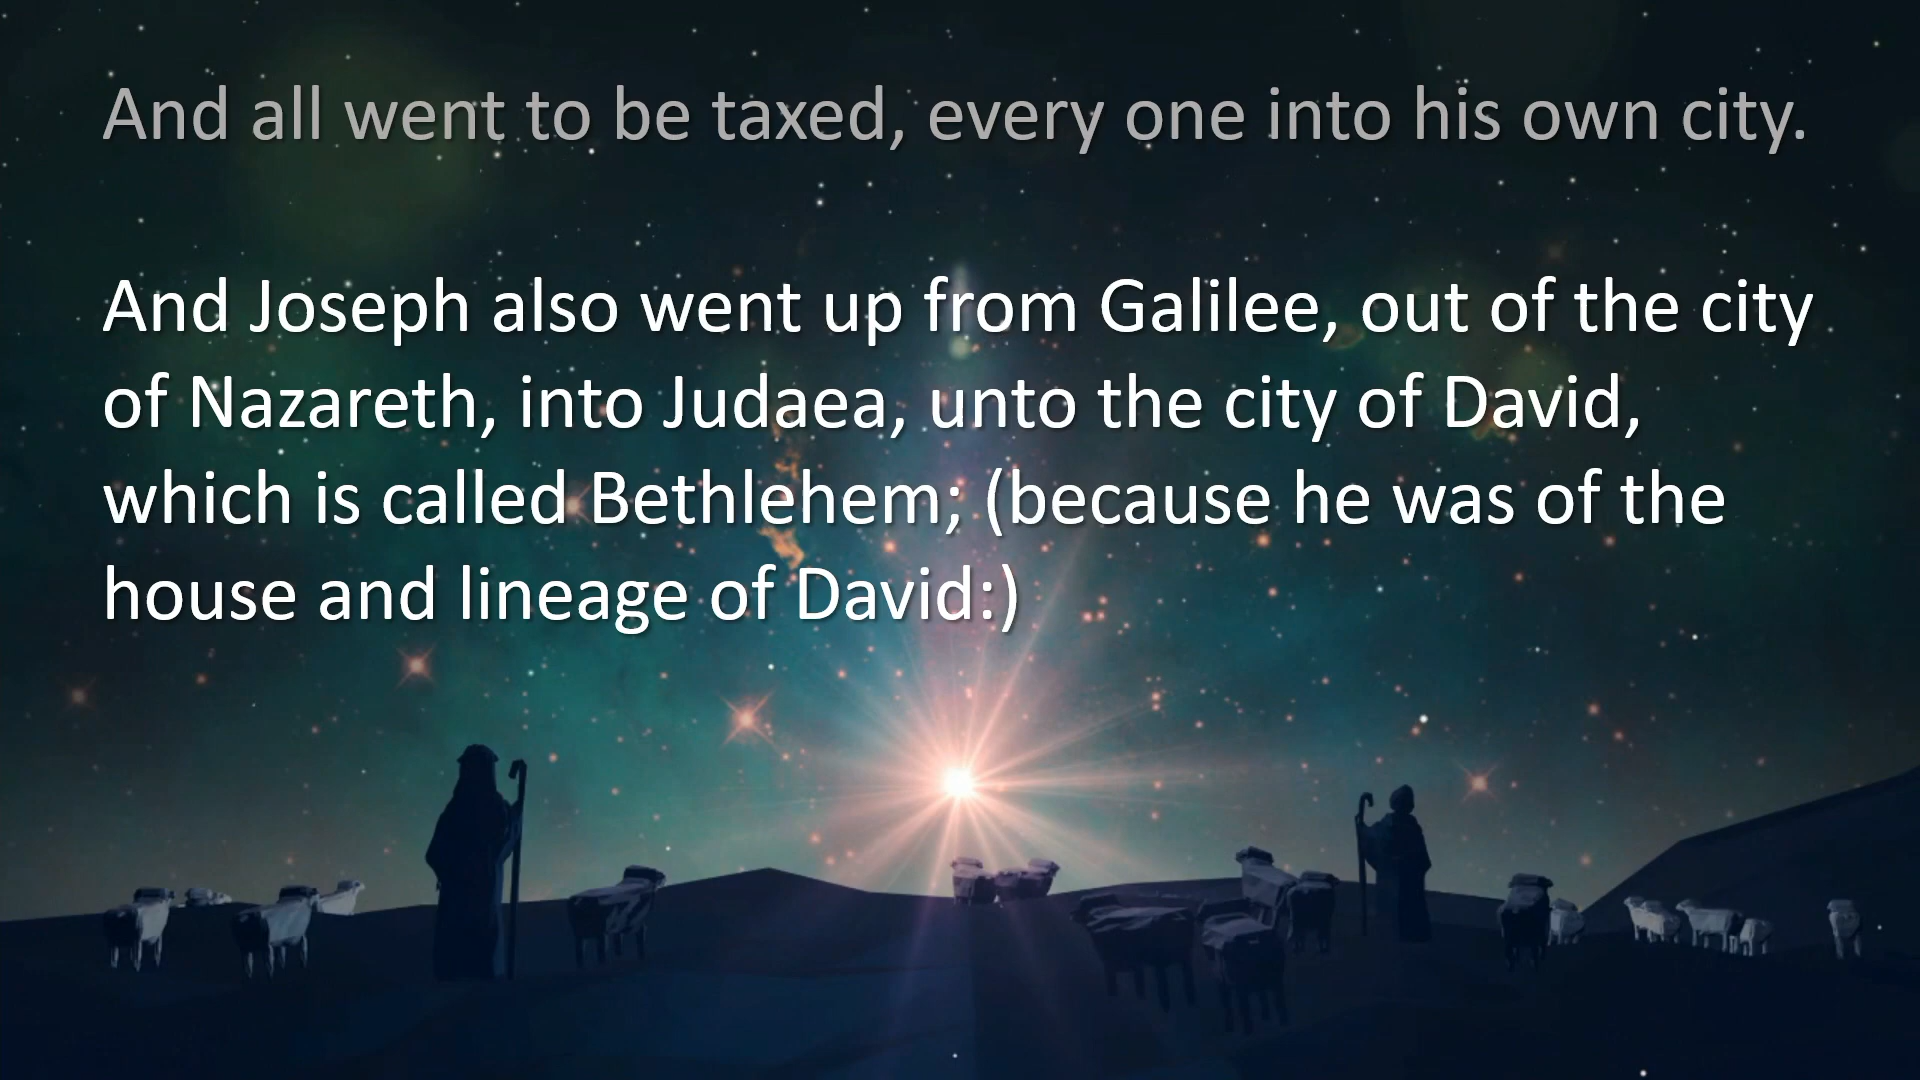 And all went to be taxed, every one into his own city.
And Joseph also went up from Galilee, out of the city
of Nazareth, into Judaea, unto the city of David,
which is called Bethlehem; (because he was of the
house and lineage of David:)